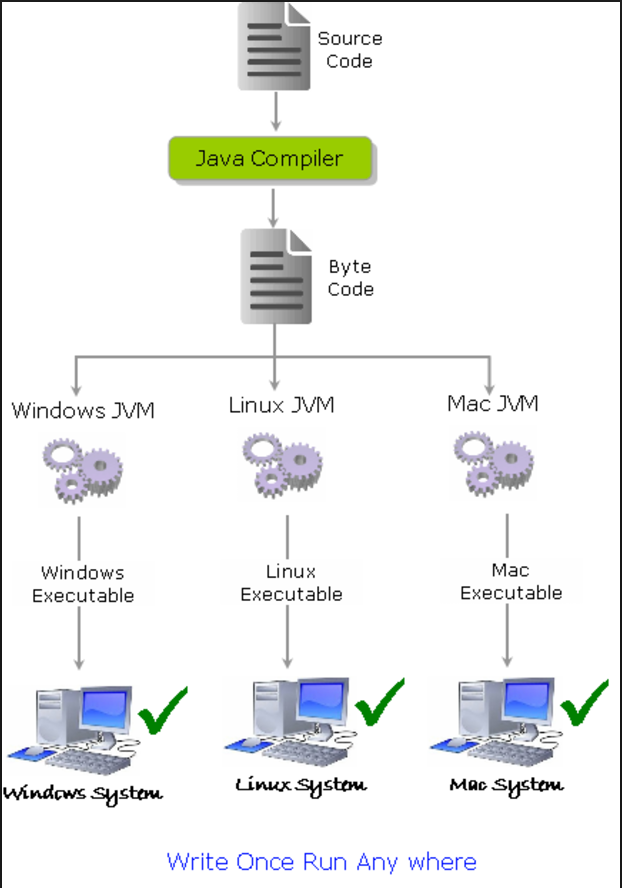 Source
Code
Java Compiler
Byte
Code
Windows JVM
Linux JVM
Mac JVM
Windows
Executable
Linux
Executable
Mac
Executable
Windows System
Linux System
Mac System
Write Once Run Any where